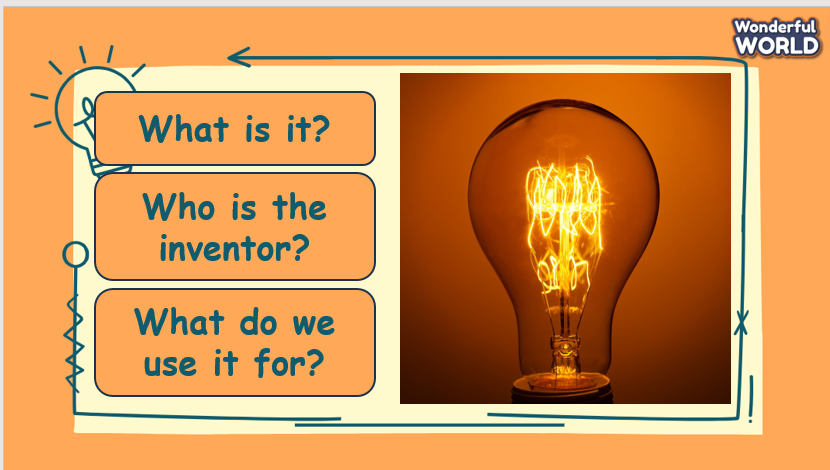 Wonderful
WORLD
What is it?
Who is the
inventor?
What do we
use it for?